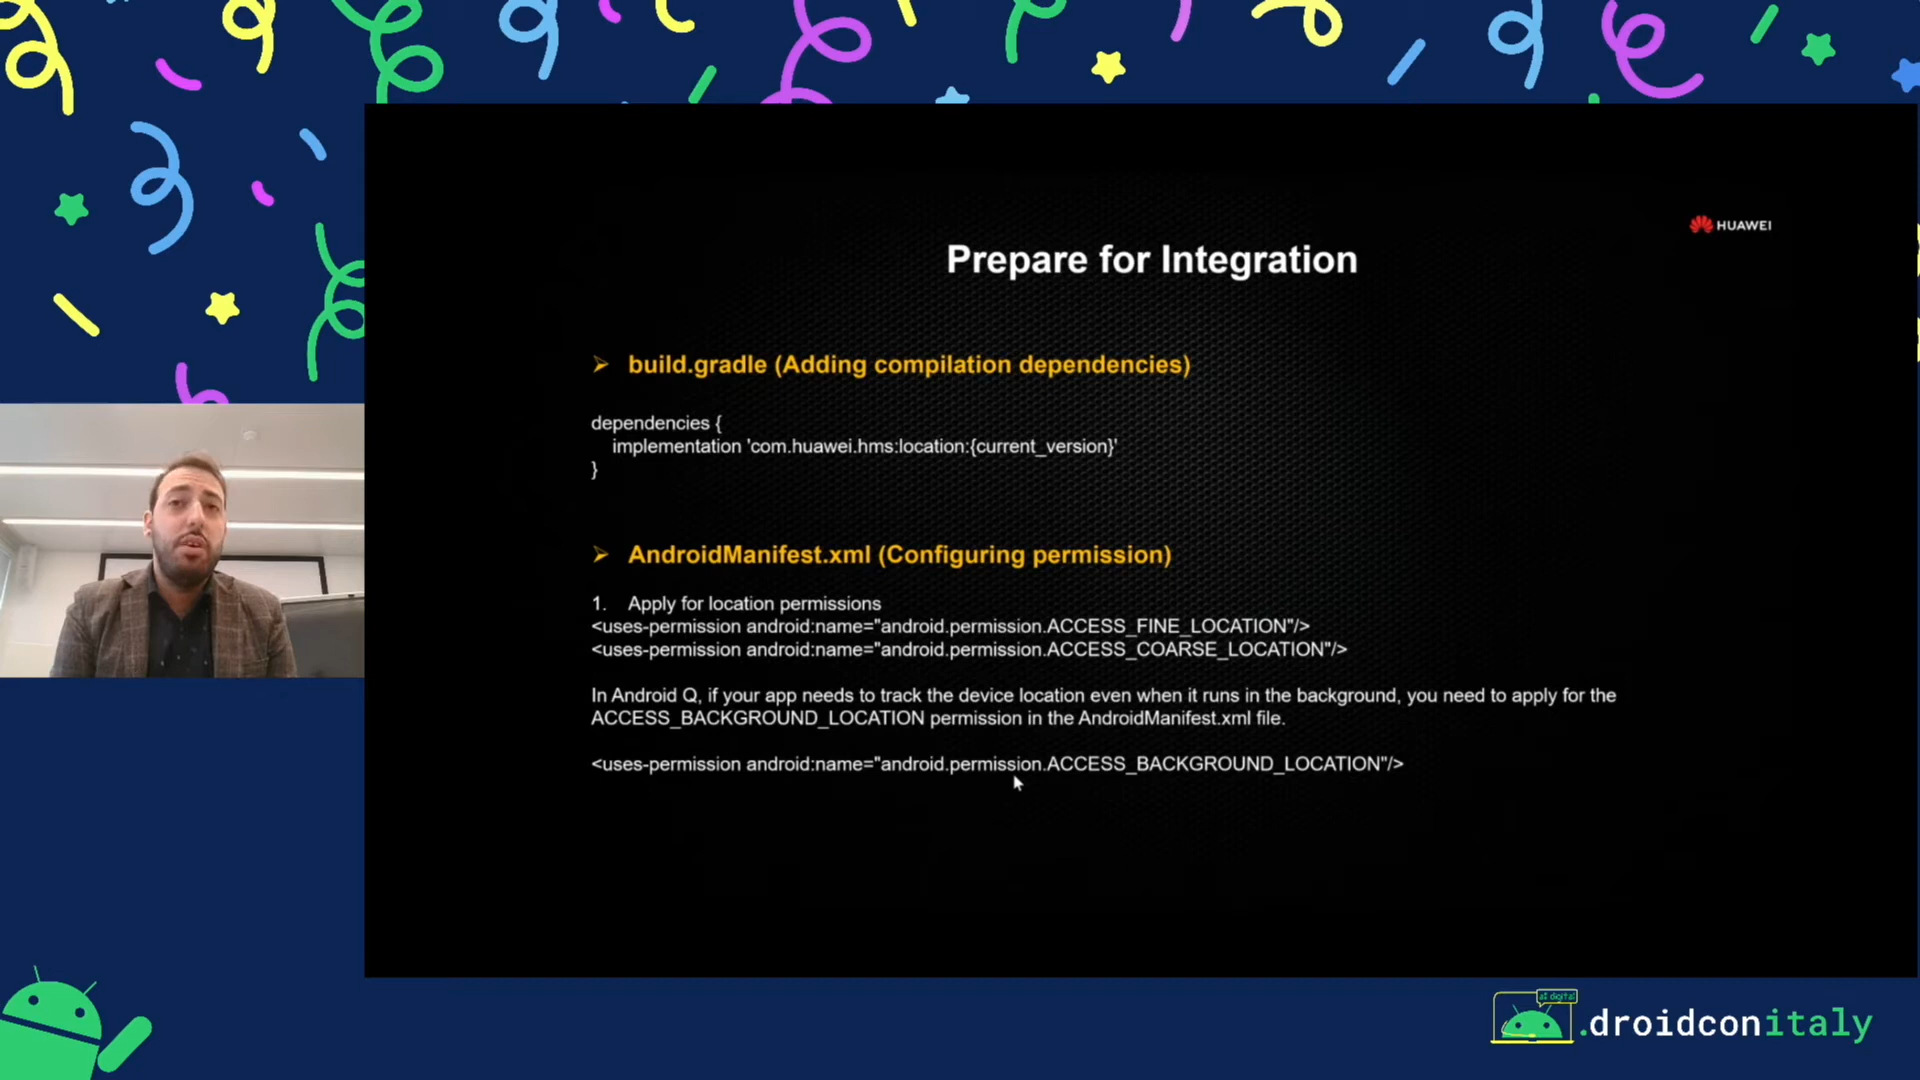 HUAWEI
Prepare for Integration
➢ build.gradle (Adding compilation dependencies)
dependencies {
implementation 'com.huawei.hms:location:{current_version}'
}
➢ AndroidManifest.xml (Configuring permission)
1. Apply for location permissions
<uses-permission android:name="android.permission.ACCESS_FINE_LOCATION"/>
<uses-permission android:name="android.permission.ACCESS_COARSE_LOCATION"/>
In Android Q, if your app needs to track the device location even when it runs in the background, you need to apply for the
ACCESS_BACKGROUND_LOCATION permission in the AndroidManifest.xml file.
<uses-permission android:name="android.permission.ACCESS_BACKGROUND_LOCATION"/>
.droidconitaly